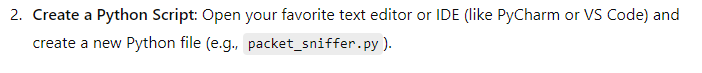 2. Create a Python Script: Open your favorite text editor or IDE (like PyCharm or VS Code) and
create a new Python file (e.g., packet_sniffer.py ).